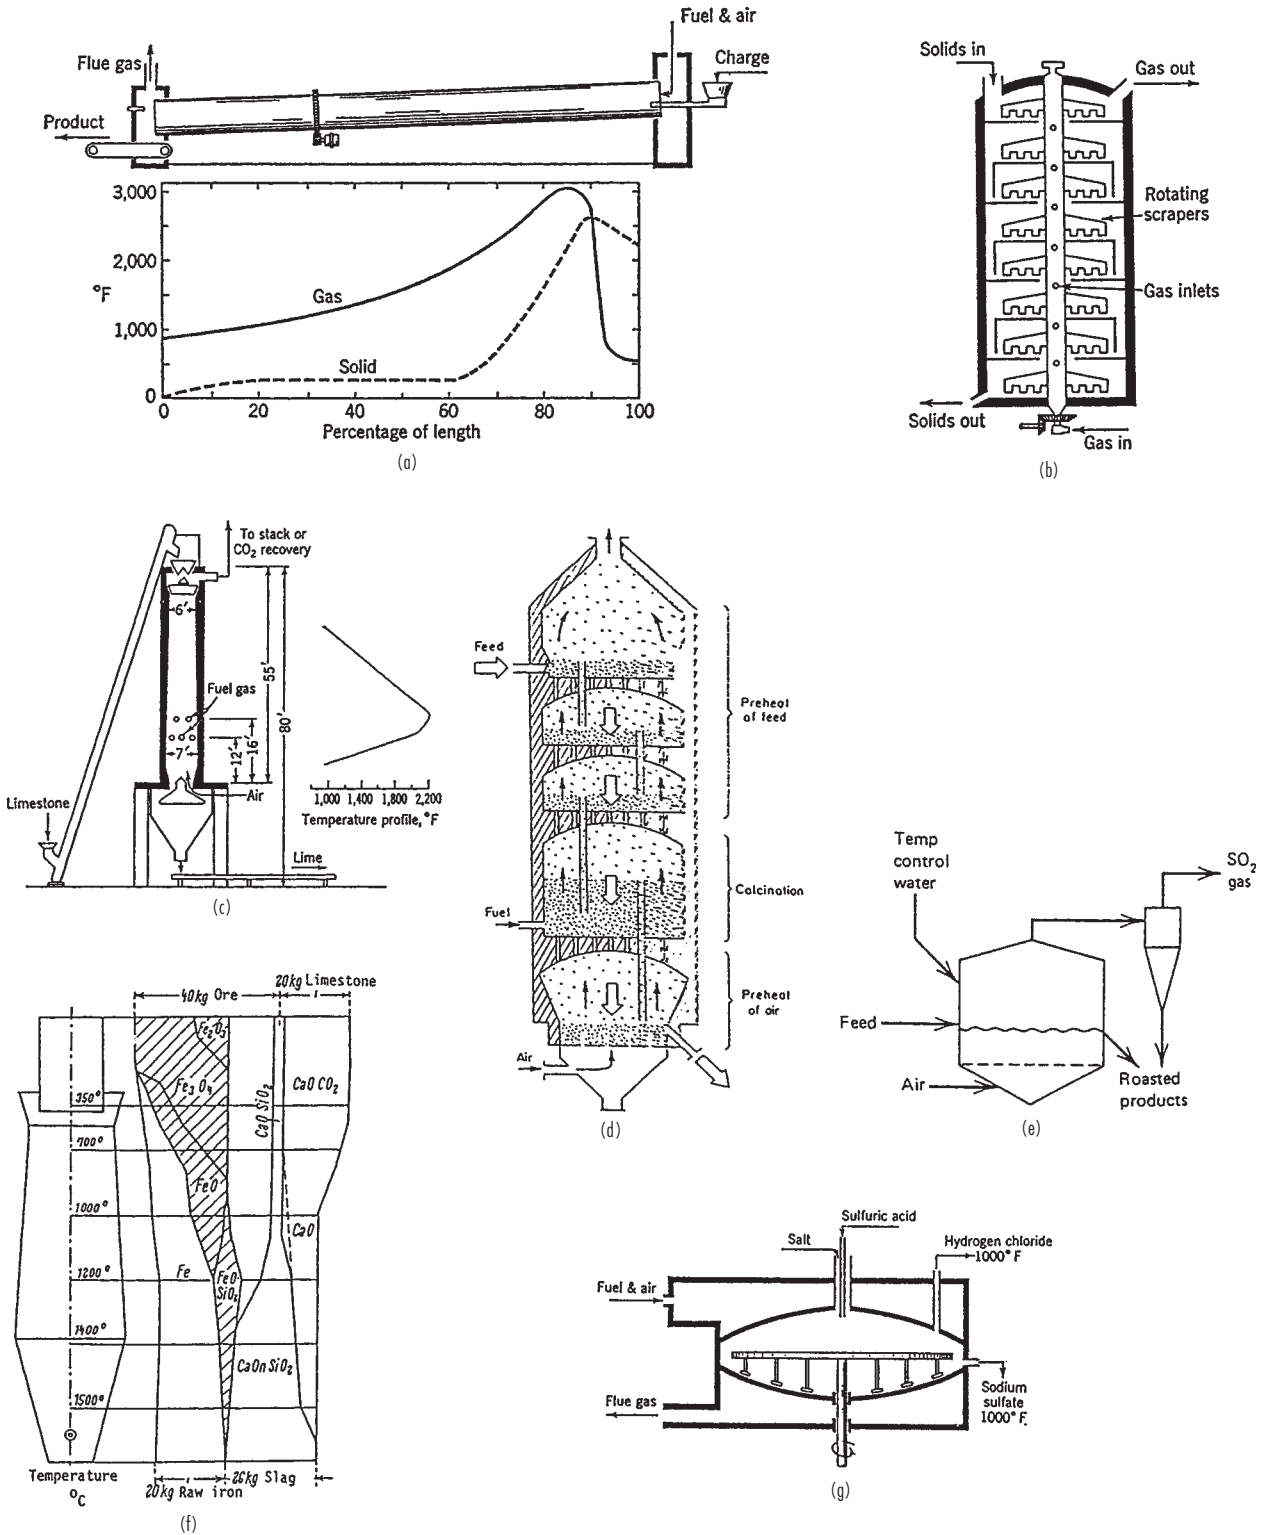 Fuel & air
Flue gas
Charge
Product
3,000
2,000
°F
1,000
0
Gas
Solid
0
20
40
60
80
100
Percentage of length
(a)
Solids in
Gas out
Rotating
scrapers
Gas inlets
Solids out
Gas in
(b)
To stack or
CO2 recovery
6'
Fuel gas
55'
80'
7'
12'
16'
Air
Limestone
1,000
1,400
1,800
2,200
Temperature profile, °F
Lime
(c)
Feed
Preheat
of feed
Calcination
Fuel
Preheat
of air
Air
(d)
Temp
control
water
SO2
gas
Feed
Air
Roasted
products
(e)
20kg Limestone
40kg Ore
Fe2O3
Fe3O4
CaO SiO2
CaO CO2
350°
700°
FeO
1000°
CaO
Fe
FeO
SiO2
1200°
1400°
CaOnSiO2
1500°
Temperature
°C
26kg Slag
20kg Raw iron
(f)
Sulfuric acid
Salt
Hydrogen chloride
1000° F
Fuel & air
Flue gas
Sodium
sulfate
1000° F.
(g)